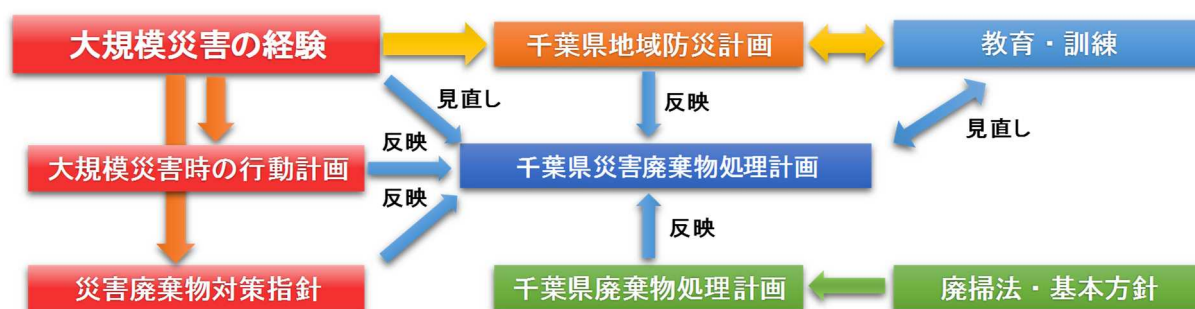 大規模災害の経験
千葉県地域防災計画
教育・訓練
見直し
反映
見直し
反映
大規模災害時の行動計画
千葉県災害廃棄物処理計画
反映
反映
災害廃棄物対策指針
千葉県廃棄物処理計画
廃掃法・基本方針